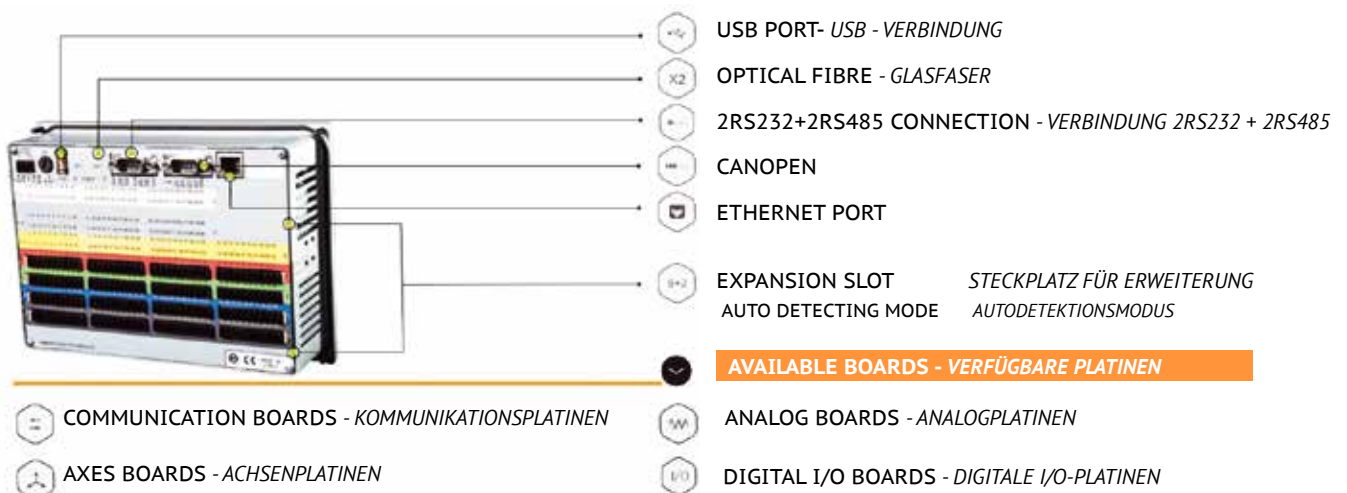 USB PORT- USB - VERBINDUNG
X2
OPTICAL FIBRE - GLASFASER
2RS232+2RS485 CONNECTION - VERBINDUNG 2RS232 + 2RS485
CANOPEN
ETHERNET PORT
EXPANSION SLOT STECKPLATZ FÜR ERWEITERUNG
AUTO DETECTING MODE AUTODETEKTIONSMODUS
AVAILABLE BOARDS - VERFÜGBARE PLATINEN
COMMUNICATION BOARDS - KOMMUNIKATIONSPLATINEN
ANALOG BOARDS - ANALOGPLATINEN
AXES BOARDS - ACHSENPLATINEN
I/O
DIGITAL I/O BOARDS - DIGITALE I/O-PLATINEN